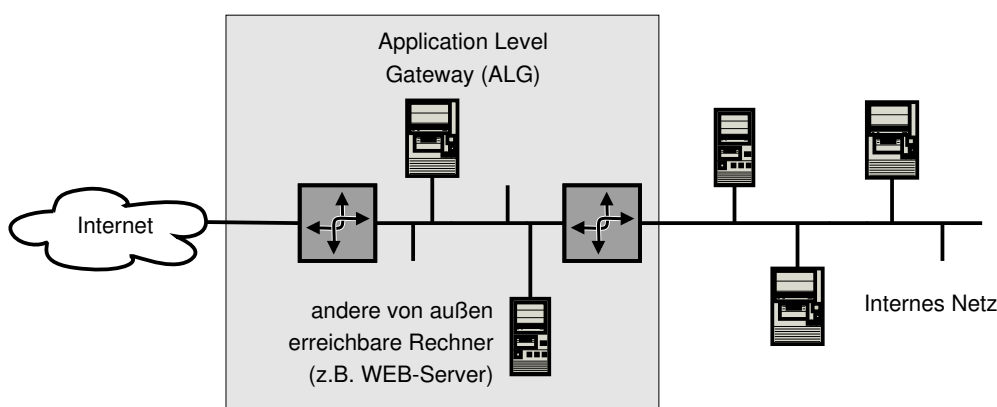 Application Level
Gateway (ALG)
Internet
andere von außen
erreichbare Rechner
(z.B. WEB-Server)
Internes Netz